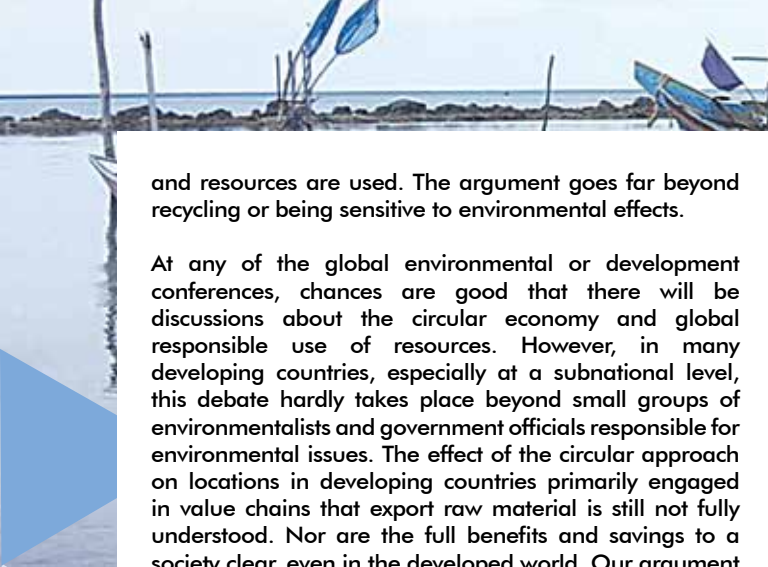 and resources are used. The argument goes far beyond
recycling or being sensitive to environmental effects.
At any of the global environmental or development
conferences, chances are good that there will be
discussions about the circular economy and global
responsible use of resources. However, in many
developing countries, especially at a subnational level,
this debate hardly takes place beyond small groups of
environmentalists and government officials responsible for
environmental issues. The effect of the circular approach
on locations in developing countries primarily engaged
in value chains that export raw material is still not fully
understood. Nor are the full benefits and savings to a
society clear, even in the developed world. Our argument